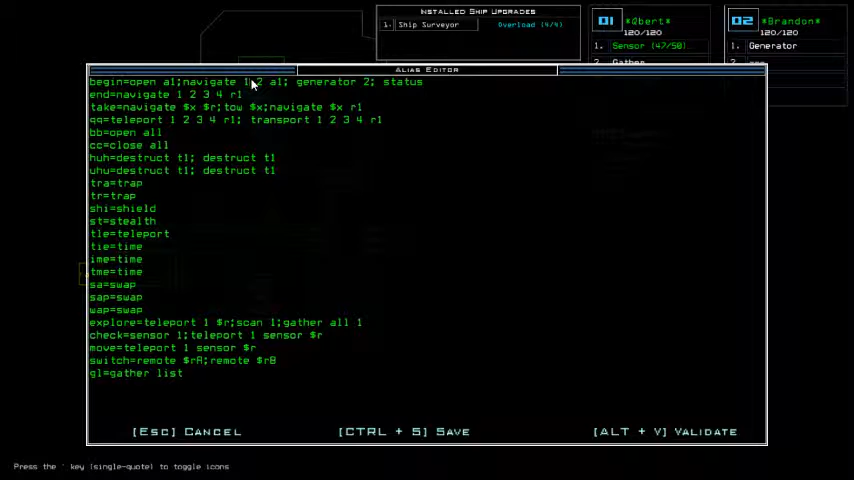 INSTALLED SHIP UPGRADES
1. Ship Surveyor Overload (4/4)
01 *Qbert*
120/120
1. Sensor (47/50)
2. Gather
02 *Brandon*
120/120
1. Generator
ALIAS EDITOR
begin=open a1;navigate 1 2 a1; generator 2; status
end=navigate 1 2 3 4 r1
take=navigate $x $r;tow $x;navigate $x r1
qq=teleport 1 2 3 4 r1; transport 1 2 3 4 r1
bb=open all
cc=close all
huh=destruct t1; destruct t1
uhu=destruct t1; destruct t1
tra=trap
tr=trap
shi=shield
st=stealth
tle=teleport
tie=time
ime=time
tme=time
sa=swap
sap=swap
wap=swap
explore=teleport 1 $r;scan 1;gather all 1
check=sensor 1;teleport 1 sensor $r
move=teleport 1 sensor $r
switch=remote $rA;remote $rB
gl=gather list
[ESC] CANCEL [CTRL + S] SAVE [ALT + V] VALIDATE
Press the ' key (single-quote) to toggle icons